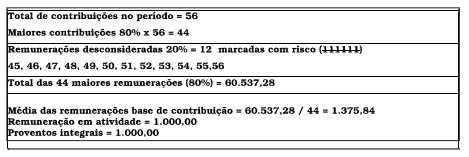 Total de contribuições no período = 56
Maiores contribuições 80% x 56 = 44
Remunerações desconsideradas 20% = 12 marcadas com risco (111111)
45, 46, 47, 48, 49, 50, 51, 52, 53, 54, 55,56
Total das 44 maiores remunerações (80%) = 60.537,28
Média das remunerações base de contribuição = 60.537,28 / 44 = 1.375,84
Remuneração em atividade = 1.000,00
Proventos integrais = 1.000,00